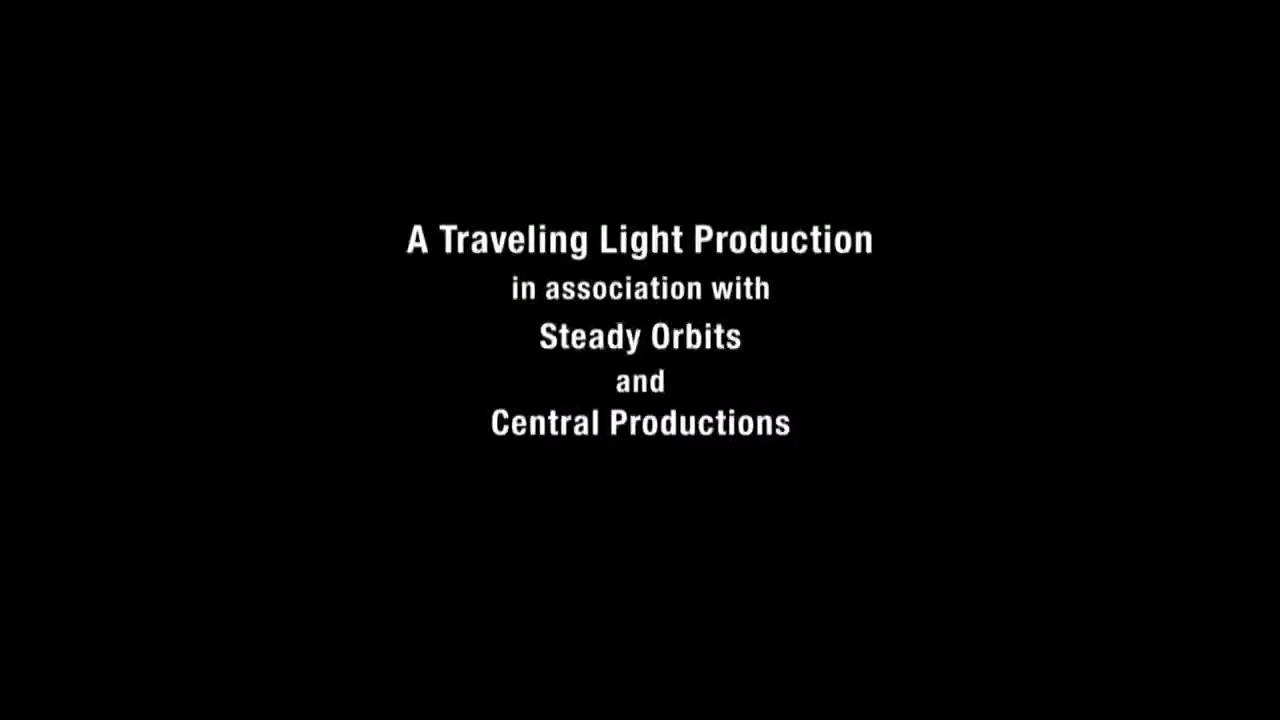 A Traveling Light Production
in association with
Steady Orbits
and
Central Productions